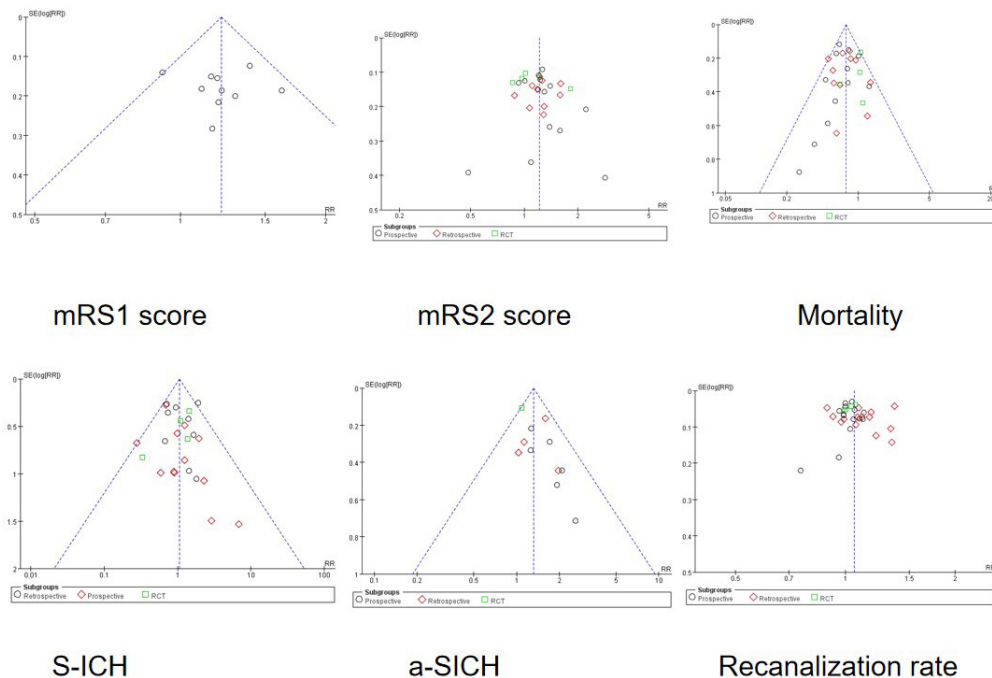 SE(log[RR])
0
0.1
0.2
0.3
0.4
0.5
0.5
0.7
1
1.5
2
RR
mRS1 score
SE(log[RR])
0
0.1
0.2
0.3
0.4
0.5
0.2
0.5
1
2
5
RR
Subgroups
Prospective Retrospective RCT
mRS2 score
SE(log[RR])
0
0.2
0.4
0.6
0.8
1
0.05
0.2
1
5
20
Subgroups
Prospective Retrospective RCT
Mortality
SE(log[RR])
0
0.5
1
1.5
2
0.01
0.1
1
10
100
RR
Subgroups
Retrospective Prospective RCT
S-ICH
SE(log[RR])
0
0.2
0.4
0.6
0.8
1
0.1
0.2
0.5
1
2
5
10
RR
Subgroups
Prospective Retrospective RCT
a-SICH
SE(log[RR])
0
0.1
0.2
0.3
0.4
0.5
0.5
0.7
1
1.5
2
Subgroups
Prospective Retrospective RCT
Recanalization rate